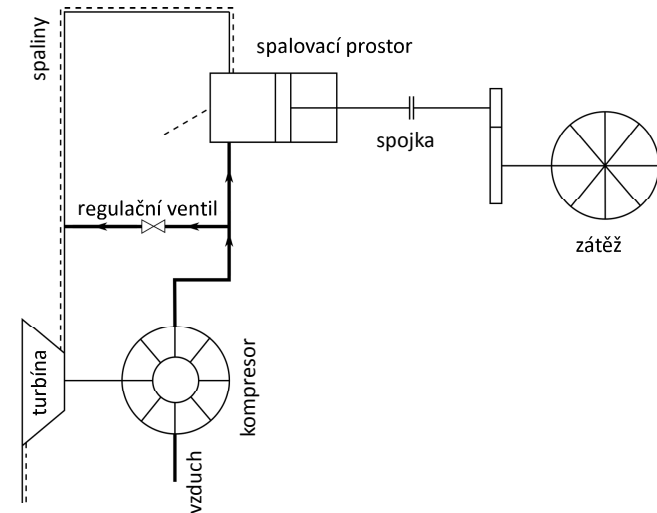 spaliny
spalovací prostor
spojka
regulační ventil
zátěž
turbína
kompresor
vzduch